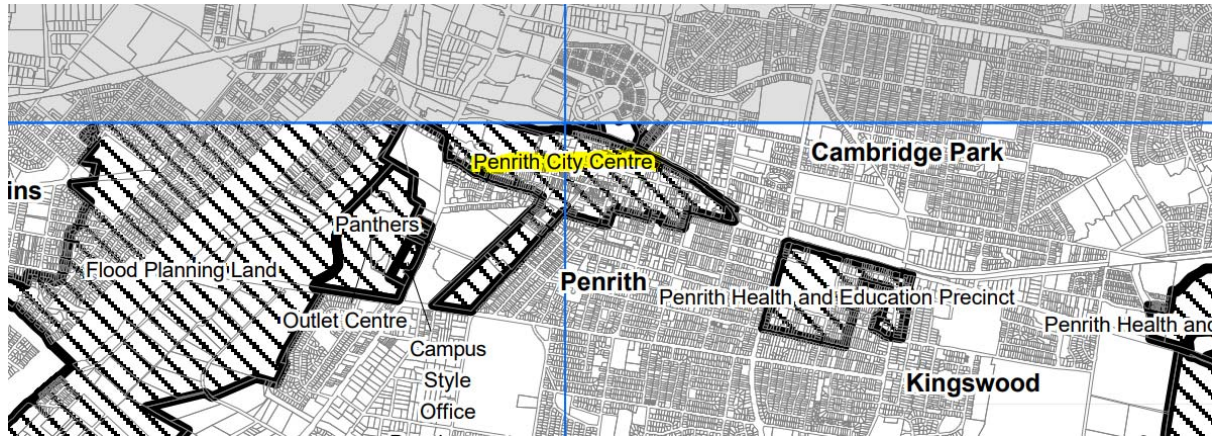 Penrith City Centre
Cambridge Park
ins
Panthers
Flood Planning Land
Penrith
Penrith Health and Education Precinct
Outlet Centre
Penrith Health and
Campus
Style
Office
Kingswood